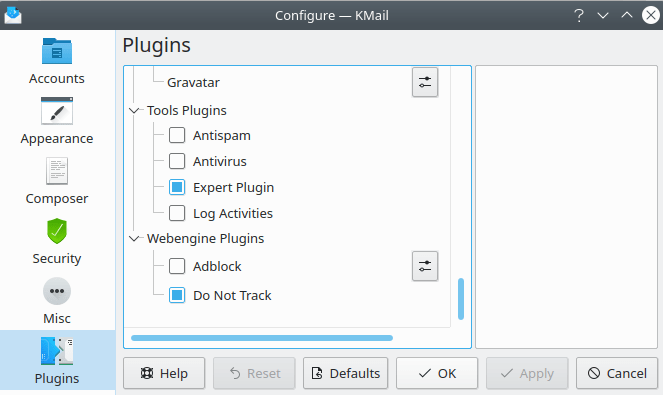 Configure — KMail
Plugins
Accounts
Appearance
Composer
Security
Misc
Plugins
Gravatar
Tools Plugins
Antispam
Antivirus
Expert Plugin
Log Activities
Webengine Plugins
Adblock
Do Not Track
Help
Reset
Defaults
OK
Apply
Cancel